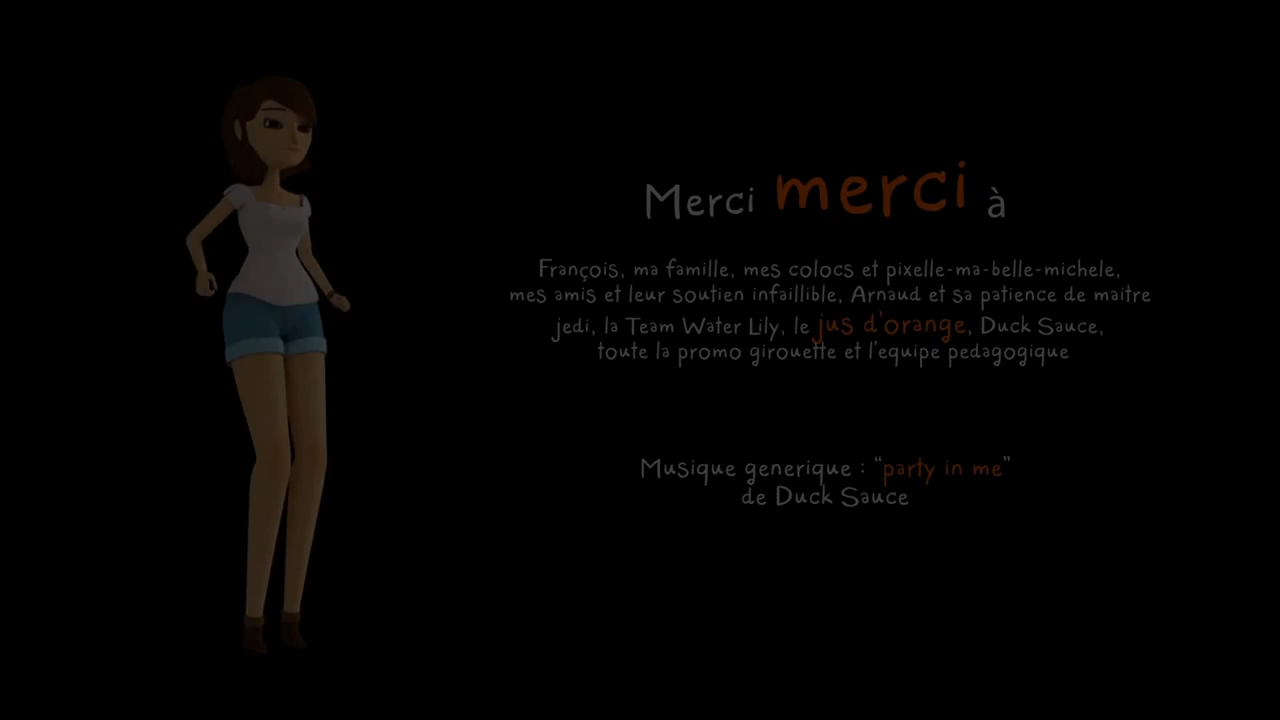 Merci merci à
François, ma famille, mes colocs et pixelle-ma-belle-michele,
mes amis et leur soutien infaillible, Arnaud et sa patience de maitre
jedi, la Team Water Lily, le jus d'orange, Duck Sauce,
toute la promo girouette et l'equipe pedagogique
Musique generique : “party in me”
de Duck Sauce